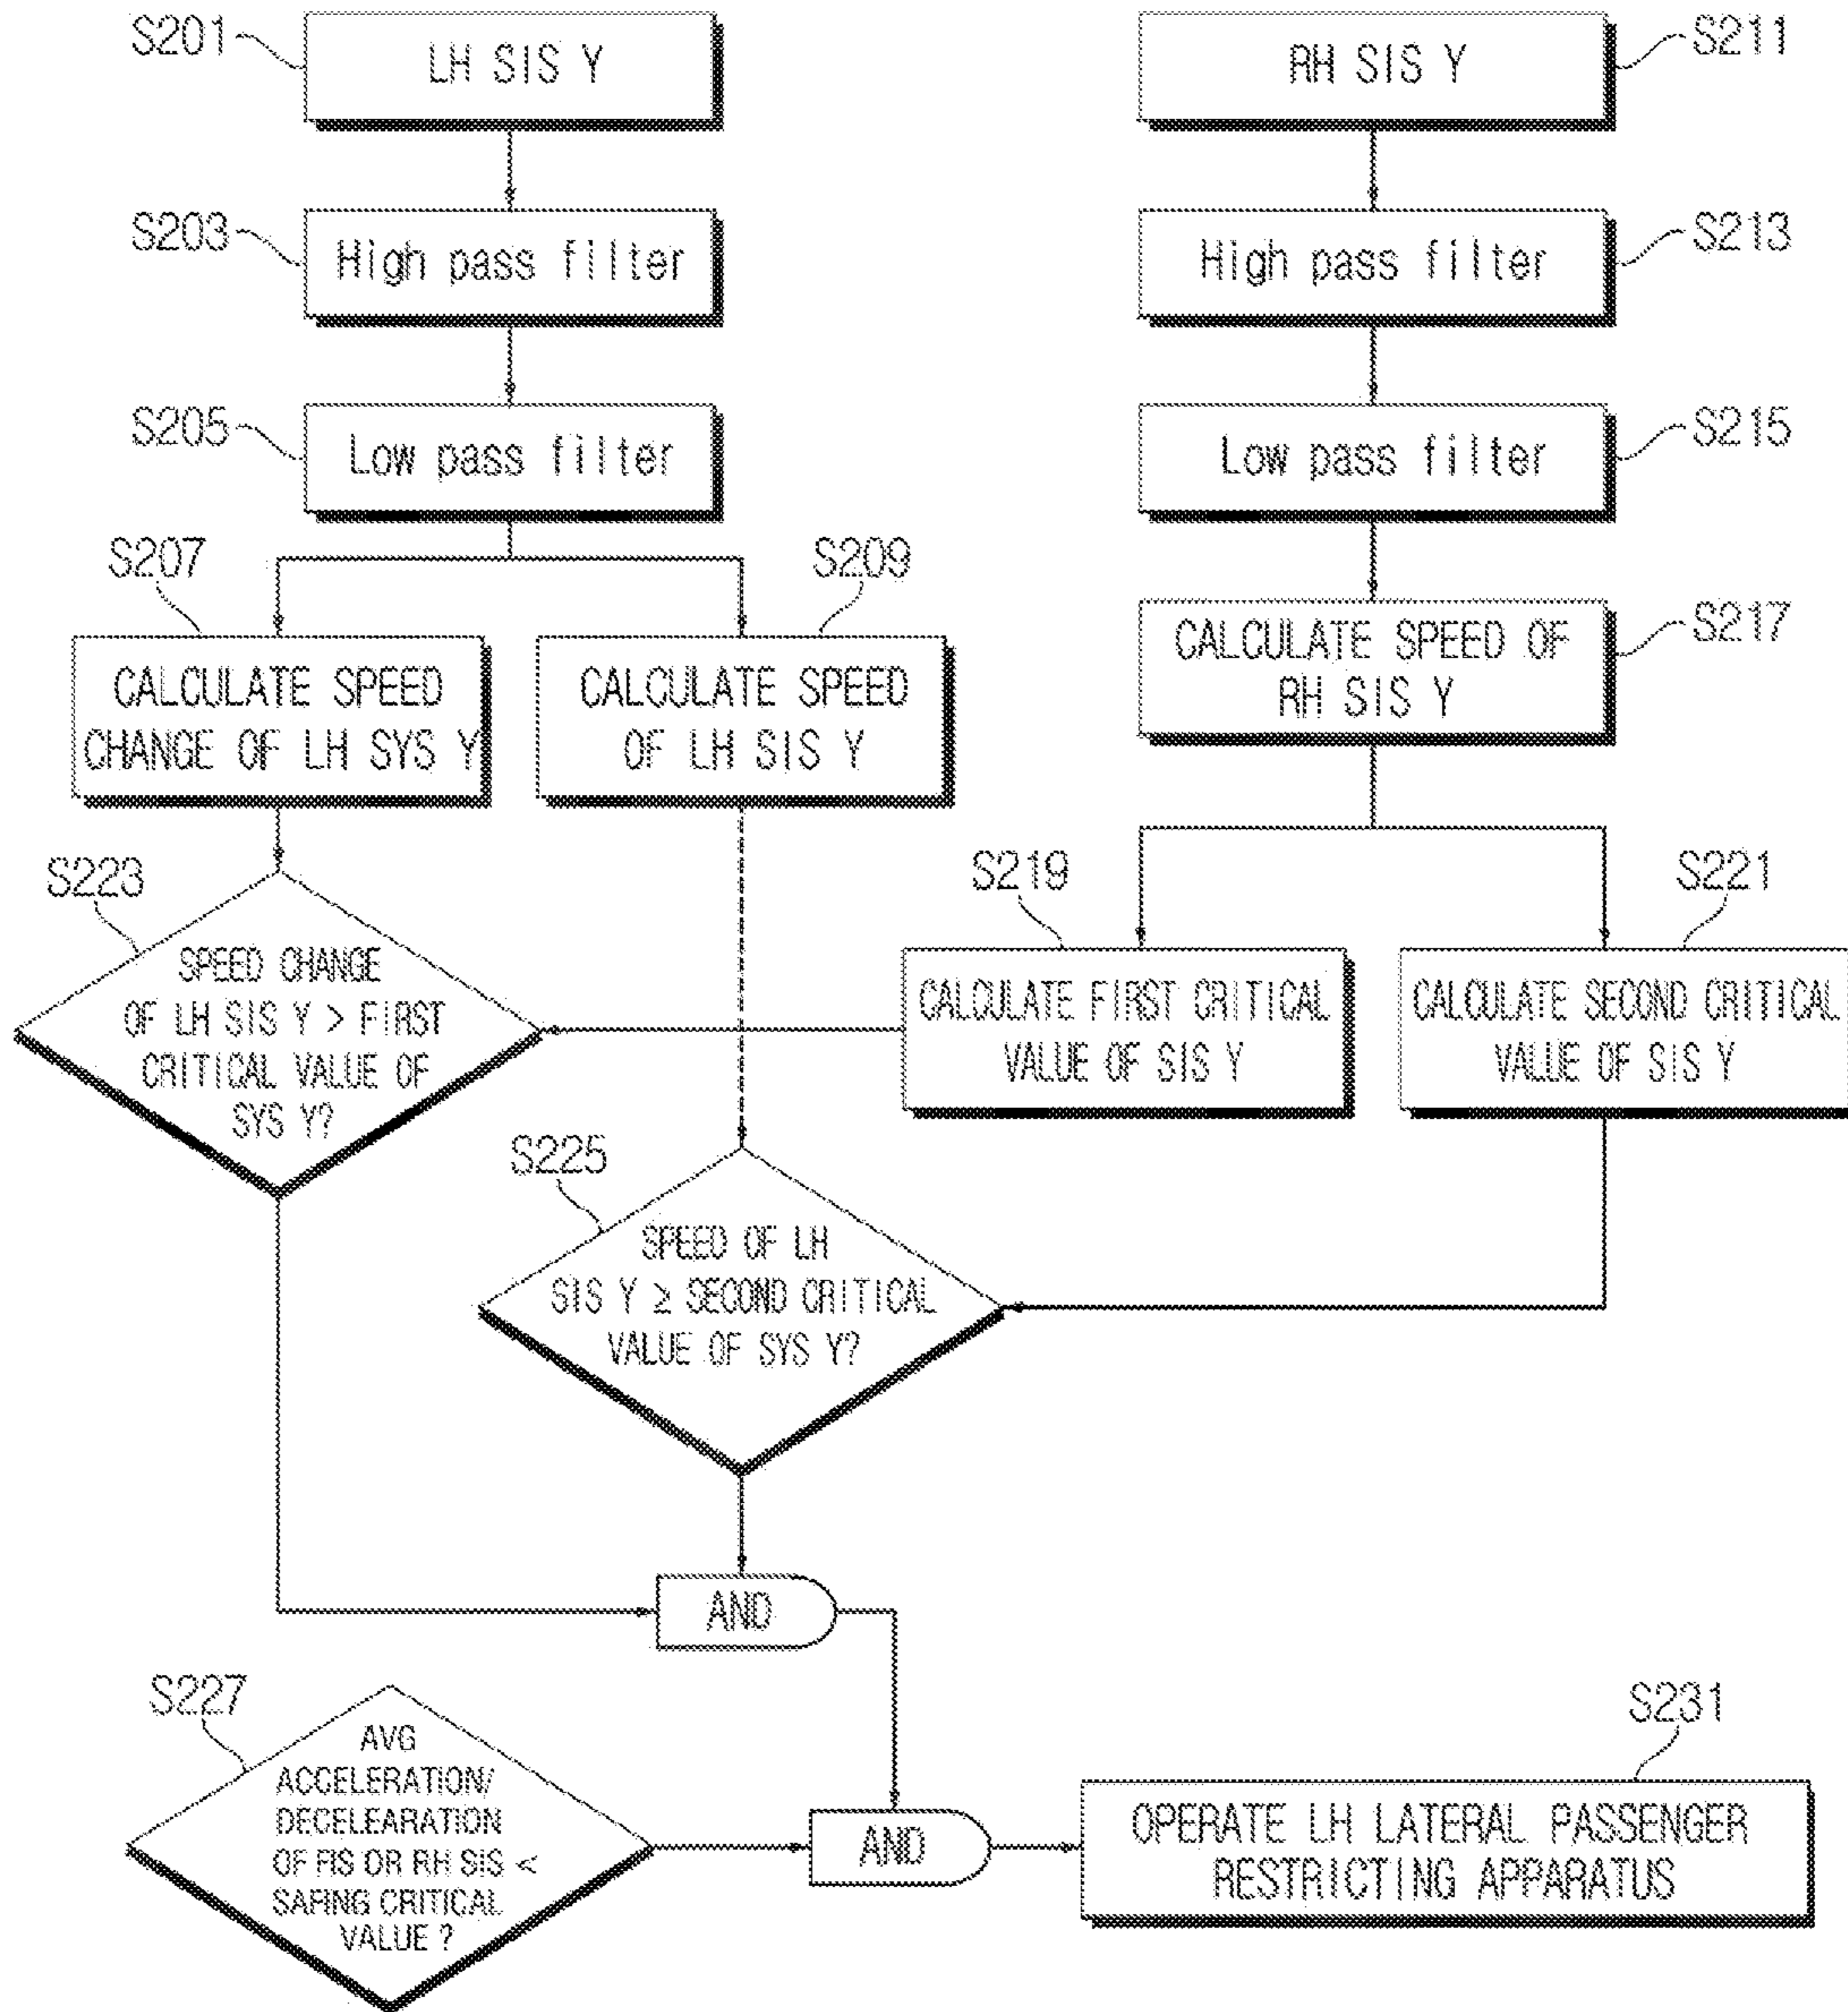 S201
LH SIS Y
RH SIS Y
S211
S203
High pass filter
High pass filter
S213
S205
Low pass filter
Low pass filter
S215
S207
S209
CALCULATE SPEED
CHANGE OF LH SYS Y
CALCULATE SPEED
OF LH SIS Y
CALCULATE SPEED OF
RH SIS Y
S217
S223
SPEED CHANGE
OF LH SIS Y > FIRST
CRITICAL VALUE OF
SYS Y?
S219
CALCULATE FIRST CRITICAL
VALUE OF SIS Y
S221
CALCULATE SECOND CRITICAL
VALUE OF SIS Y
S225
SPEED OF LH
SIS Y ≥ SECOND CRITICAL
VALUE OF SYS Y?
AND
S227
AVG
ACCELERATION/
DECELEARATION
OF FIS OR RH SIS <
SAFING CRITICAL
VALUE ?
AND
S231
OPERATE LH LATERAL PASSENGER
RESTRICTING APPARATUS